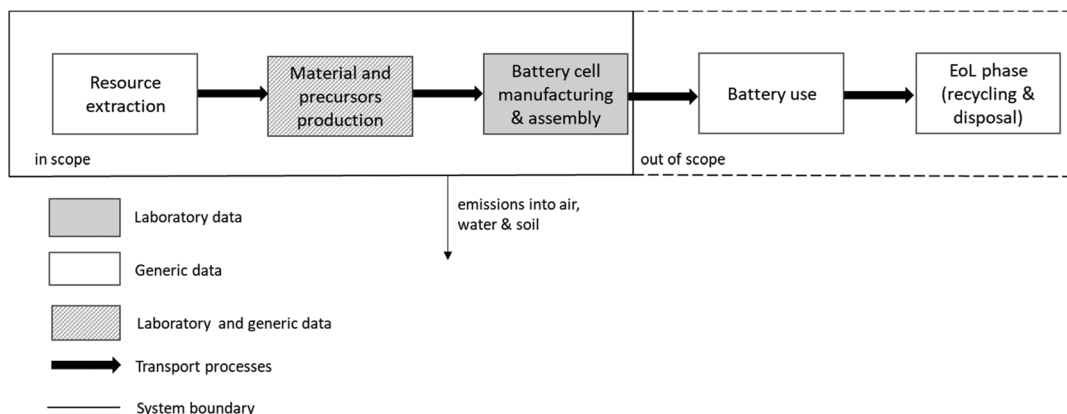 Resource
extraction
Material and
precursors
production
Battery cell
manufacturing
& assembly
Battery use
EoL phase
(recycling &
disposal)
in scope
out of scope
emissions into air,
water & soil
Laboratory data
Generic data
Laboratory and generic data
Transport processes
System boundary